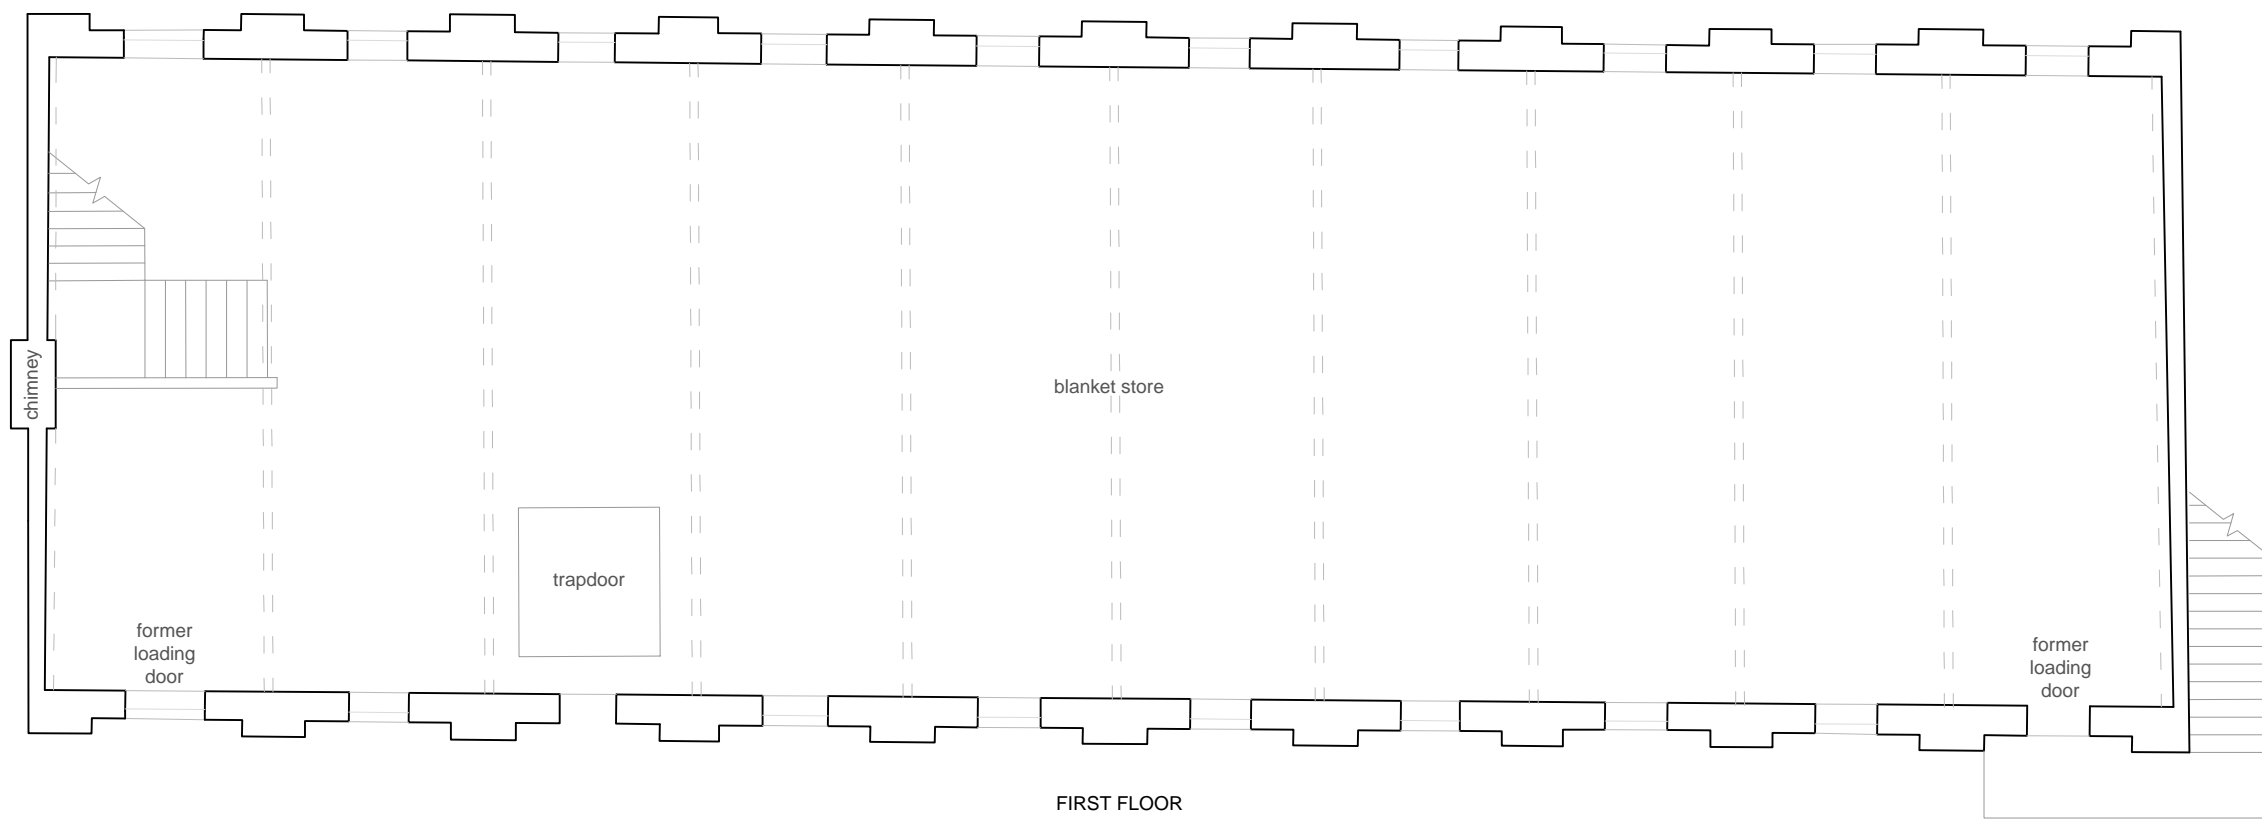 chimney
blanket store
trapdoor
former
loading
door
former
loading
door
FIRST FLOOR